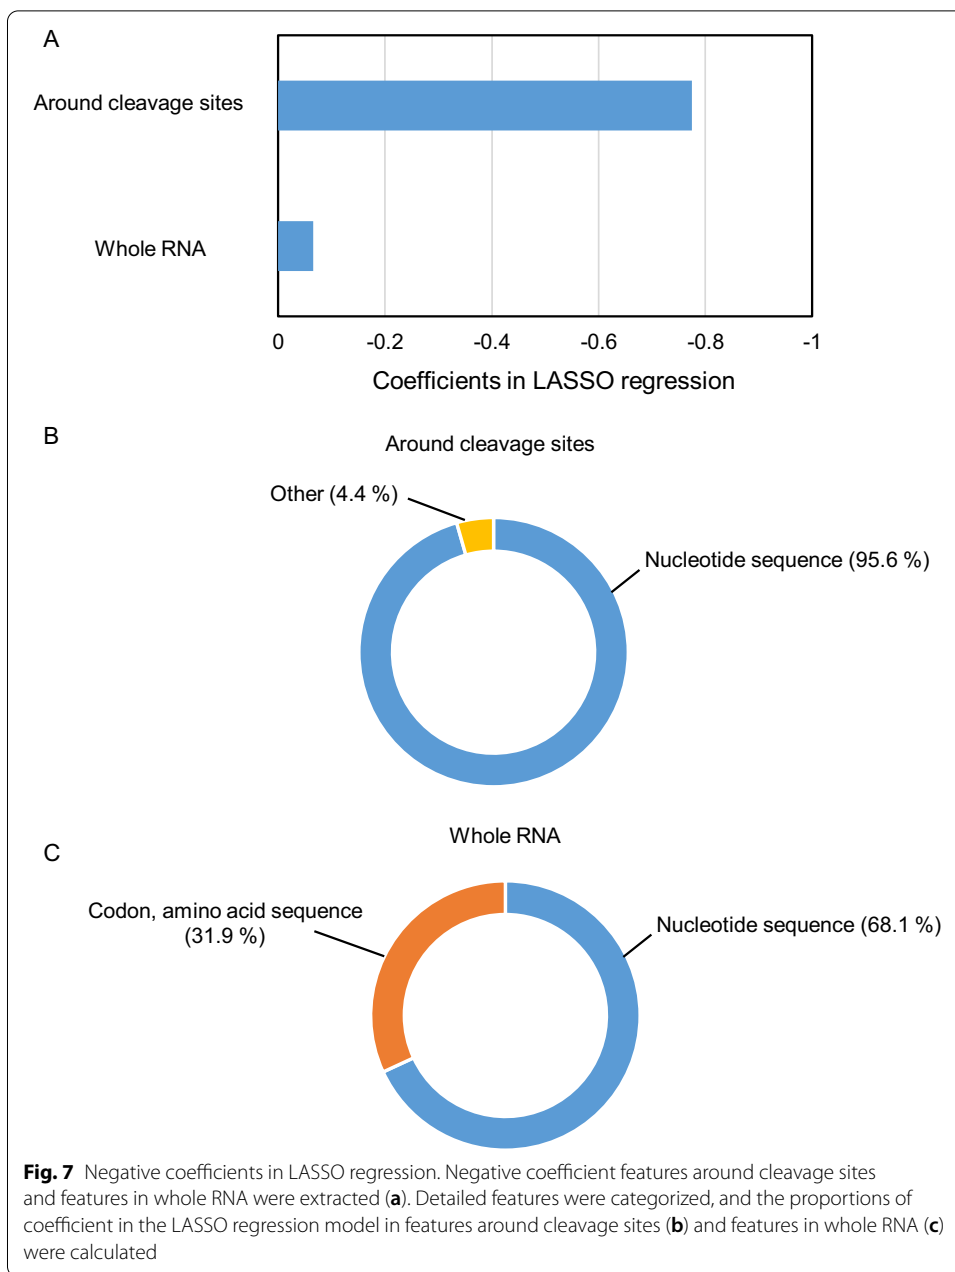 A
Around cleavage sites
Whole RNA
0 -0.2 -0.4 -0.6 -0.8 -1
Coefficients in LASSO regression
B
Around cleavage sites
Other (4.4 %)
Nucleotide sequence (95.6 %)
Whole RNA
C
Codon, amino acid sequence
(31.9 %)
Nucleotide sequence (68.1 %)
Fig. 7 Negative coefficients in LASSO regression. Negative coefficient features around cleavage sites
and features in whole RNA were extracted (a). Detailed features were categorized, and the proportions of
coefficient in the LASSO regression model in features around cleavage sites (b) and features in whole RNA (c)
were calculated